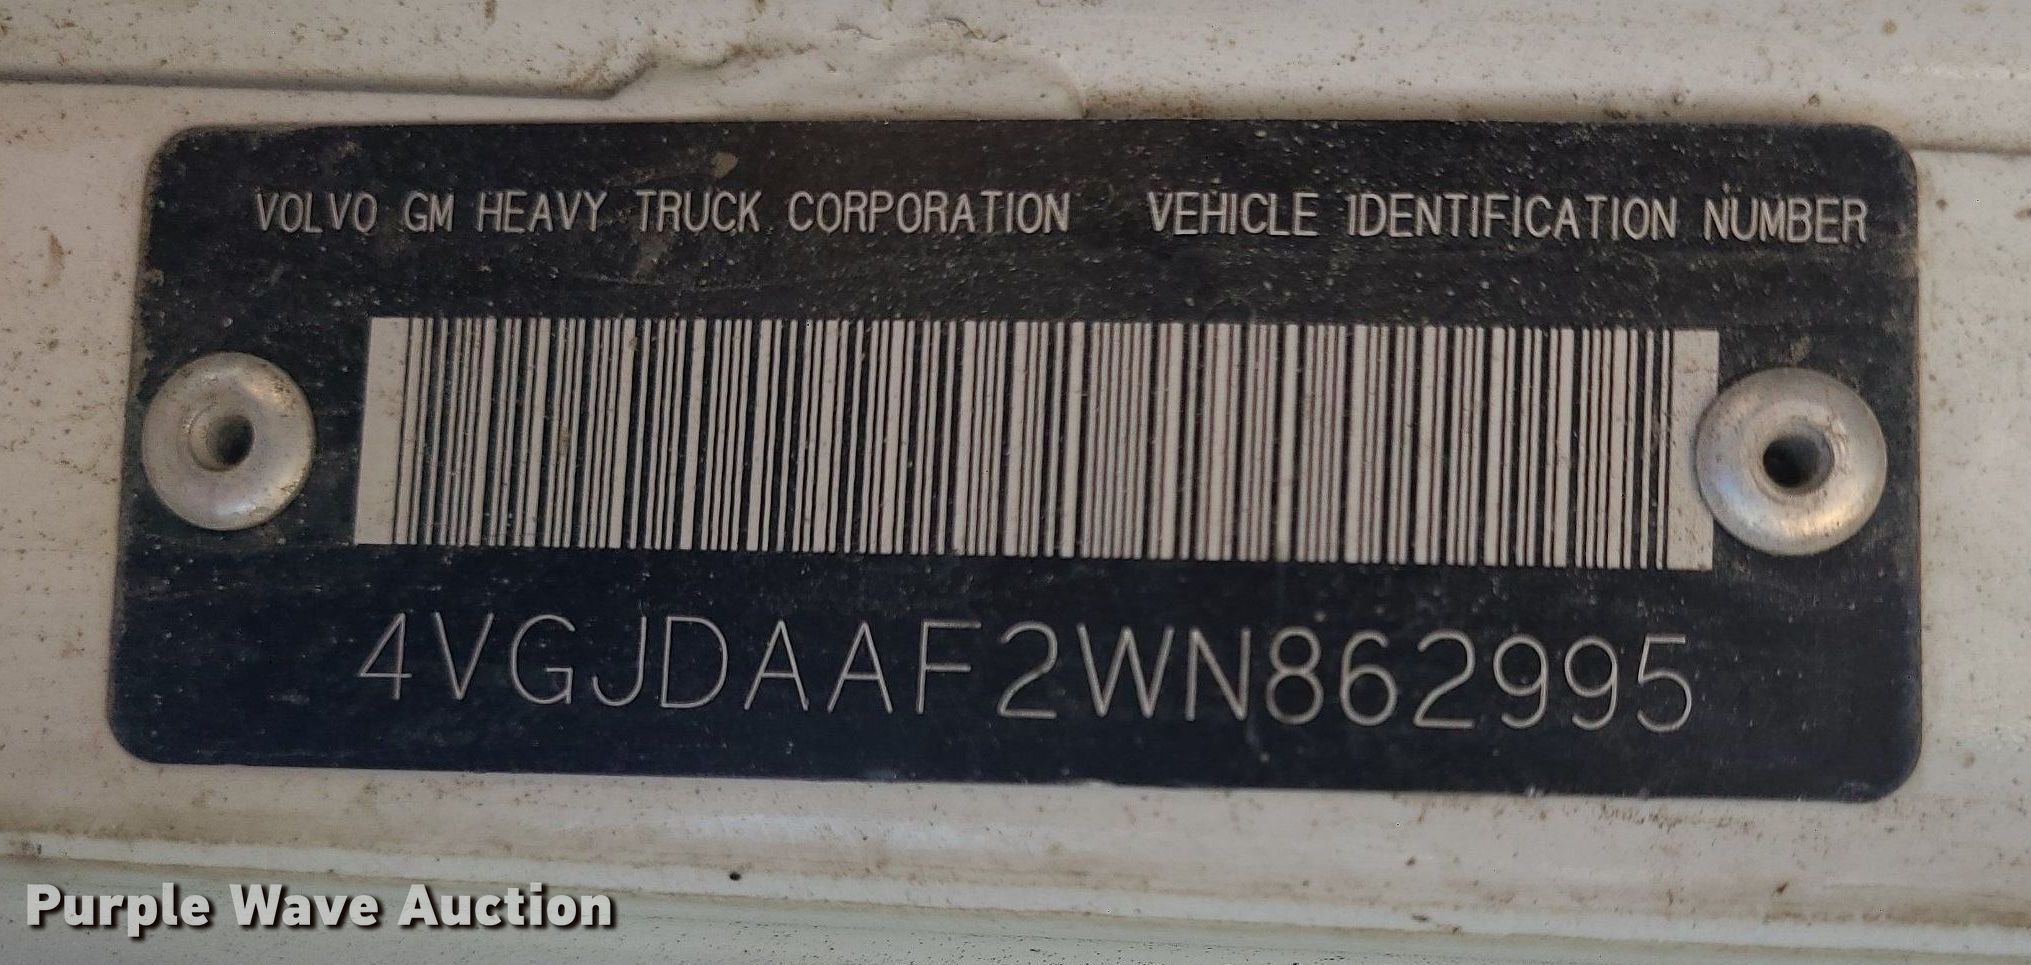 VOLVO GM HEAVY TRUCK CORPORATION VEHICLE IDENTIFICATION NUMBER
4VGJDAAF2WN862995
Purple Wave Auction